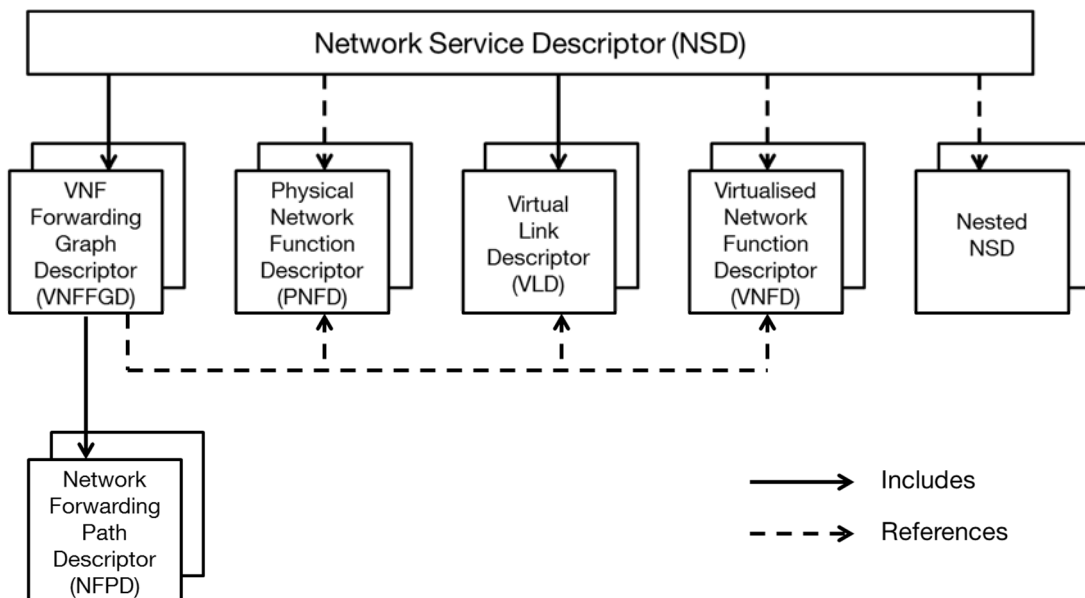 Network Service Descriptor (NSD)
VNF
Forwarding
Graph
Descriptor
(VNFFGD)
Physical
Network
Function
Descriptor
(PNFD)
Virtual
Link
Descriptor
(VLD)
Virtualised
Network
Function
Descriptor
(VNFD)
Nested
NSD
Network
Forwarding
Path
Descriptor
(NFPD)
Includes
References